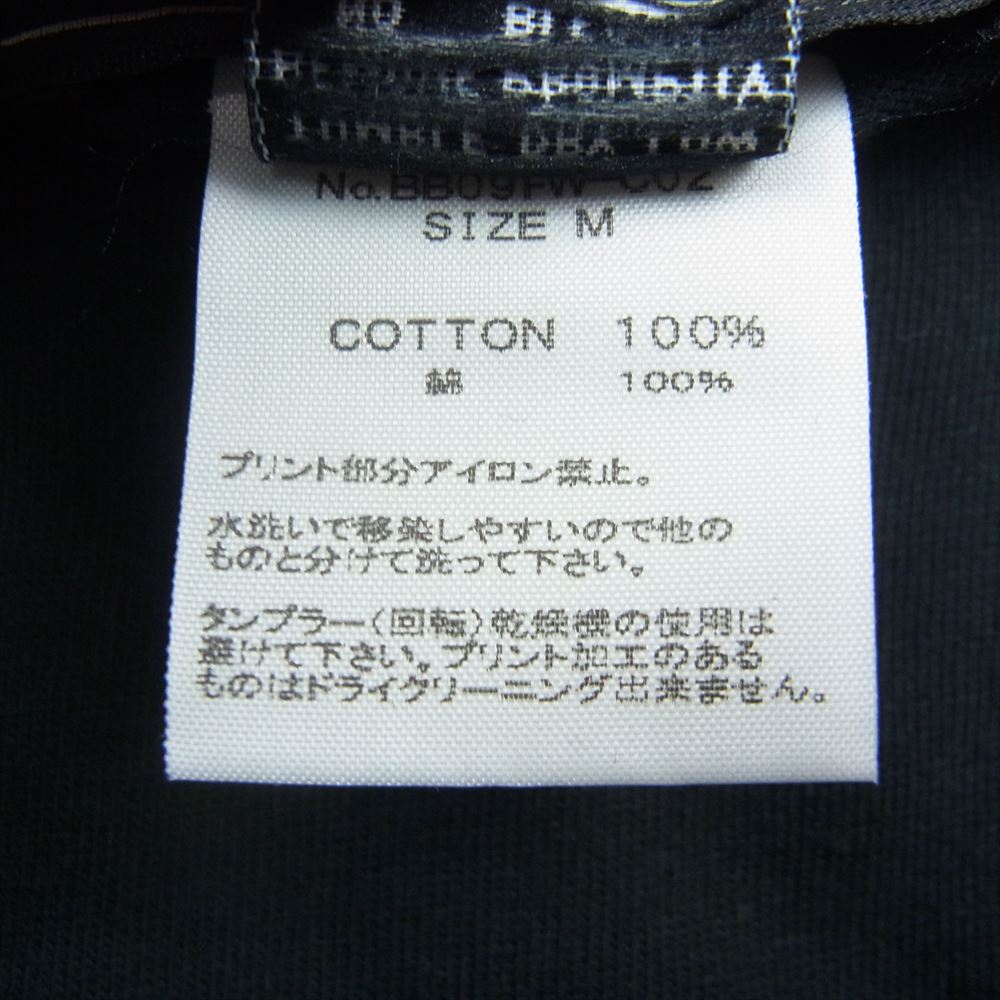 TUMBLE DRY LOW
No.BB09FW-C02
SIZE M
COTTON 100%
綿 100%
プリント部分アイロン禁止。
水洗いで移染しやすいので他の
ものと分けて洗って下さい。
タンブラー(回転)乾燥機の使用は
避けて下さい。プリント加工のある
ものはドライクリーニング出来ません。